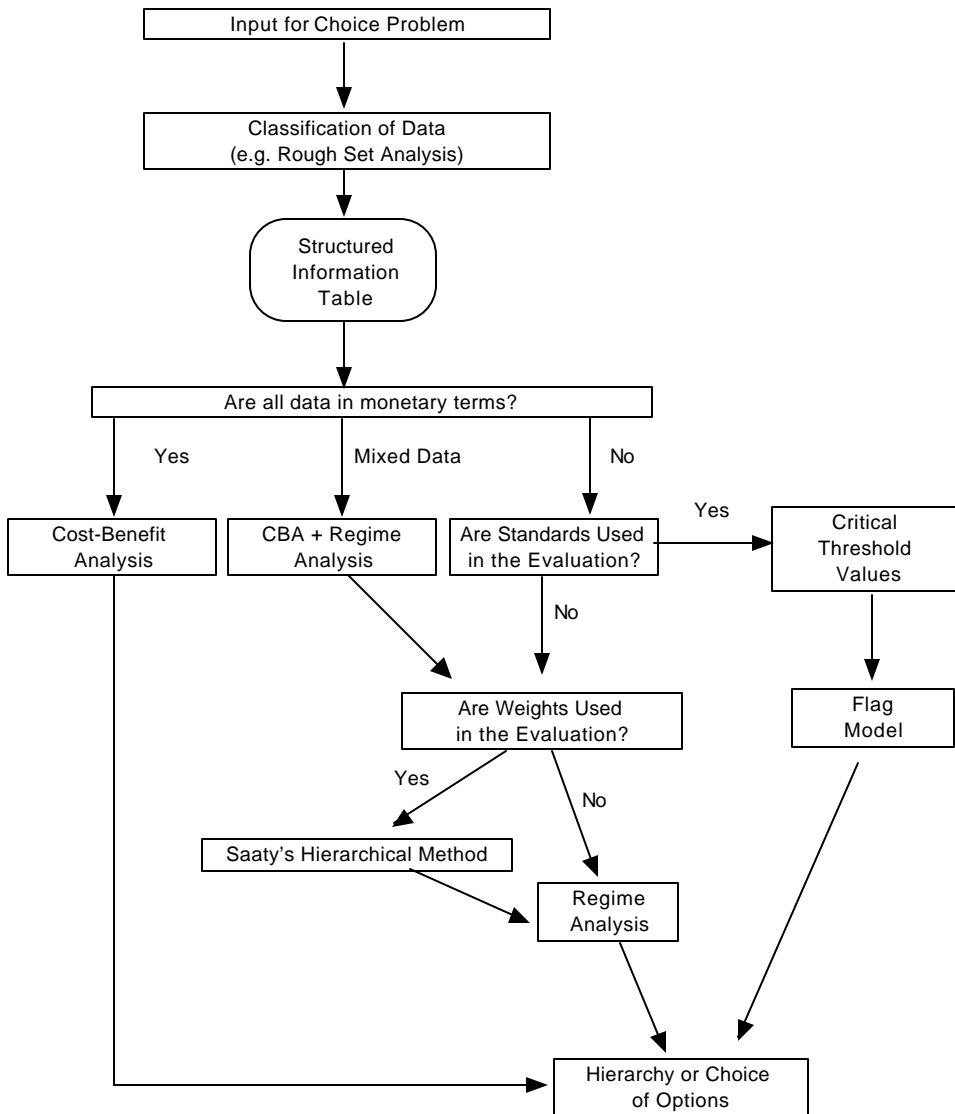 Input for Choice Problem
Classification of Data
(e.g. Rough Set Analysis)
Structured
Information
Table
Are all data in monetary terms?
Yes
Mixed Data
No
Cost-Benefit
Analysis
CBA + Regime
Analysis
Are Standards Used
in the Evaluation?
Yes
Critical
Threshold
Values
No
Are Weights Used
in the Evaluation?
Flag
Model
Yes
No
Saaty's Hierarchical Method
Regime
Analysis
Hierarchy or Choice
of Options